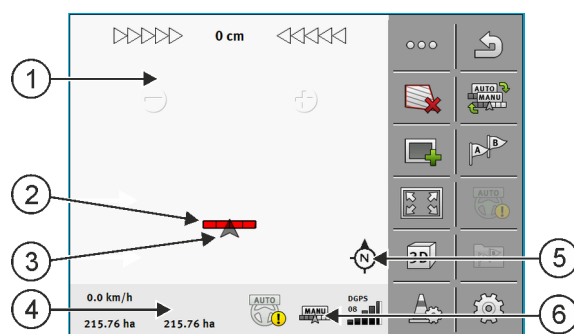 0 cm
1
AUTO
MANU
A B
2
AUTO
3
N
3D
5
4
0.0 km/h
AUTO
MANU
DGPS
08
6
215.76 ha 215.76 ha